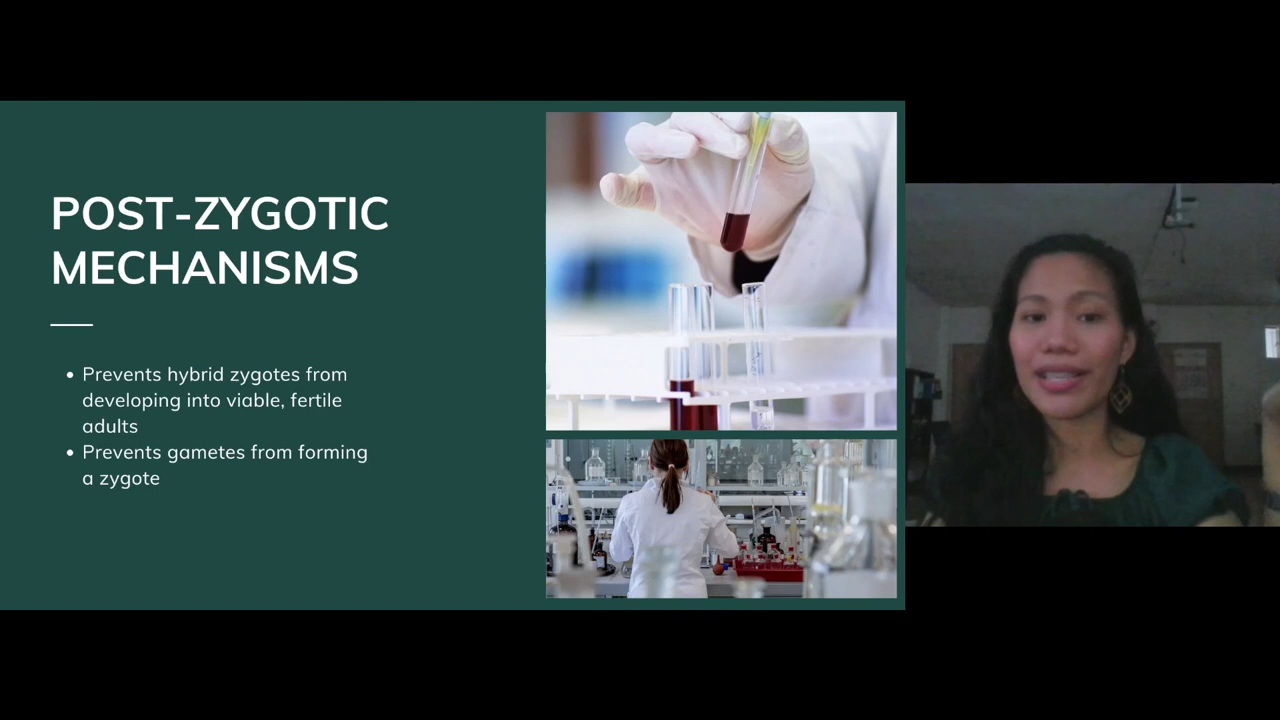 POST-ZYGOTIC
MECHANISMS
• Prevents hybrid zygotes from
developing into viable, fertile
adults
• Prevents gametes from forming
a zygote